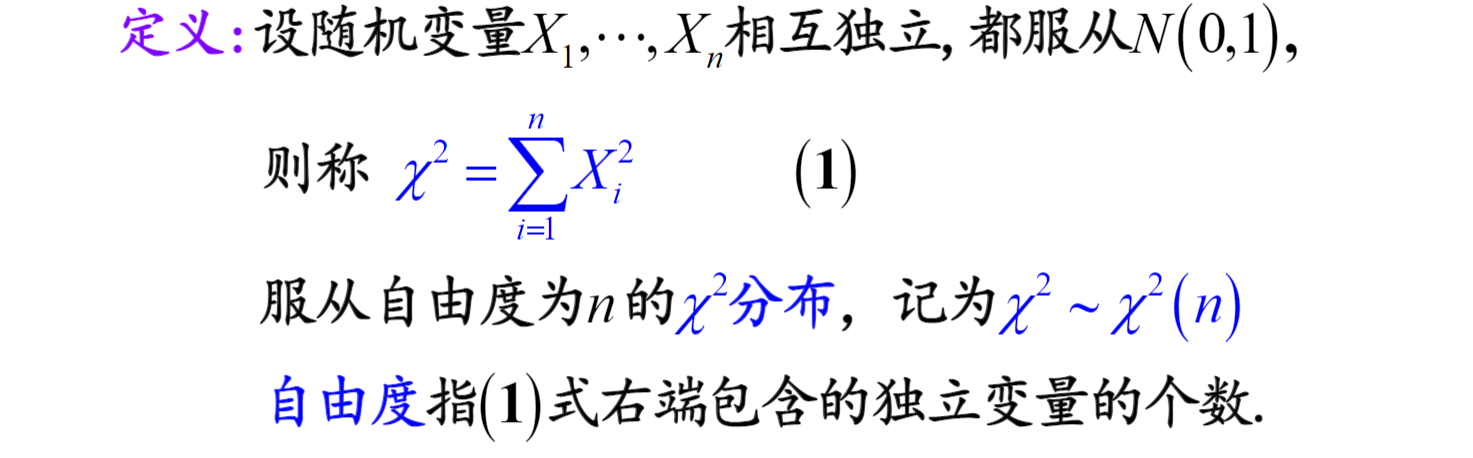 定义:设随机变量X₁,⋯,Xₙ相互独立,都服从N(0,1),
则称 χ² = ∑ᵢ₌₁ⁿ Xᵢ² (1)
服从自由度为n的χ²分布，记为χ² ~ χ²(n)
自由度指(1)式右端包含的独立变量的个数.